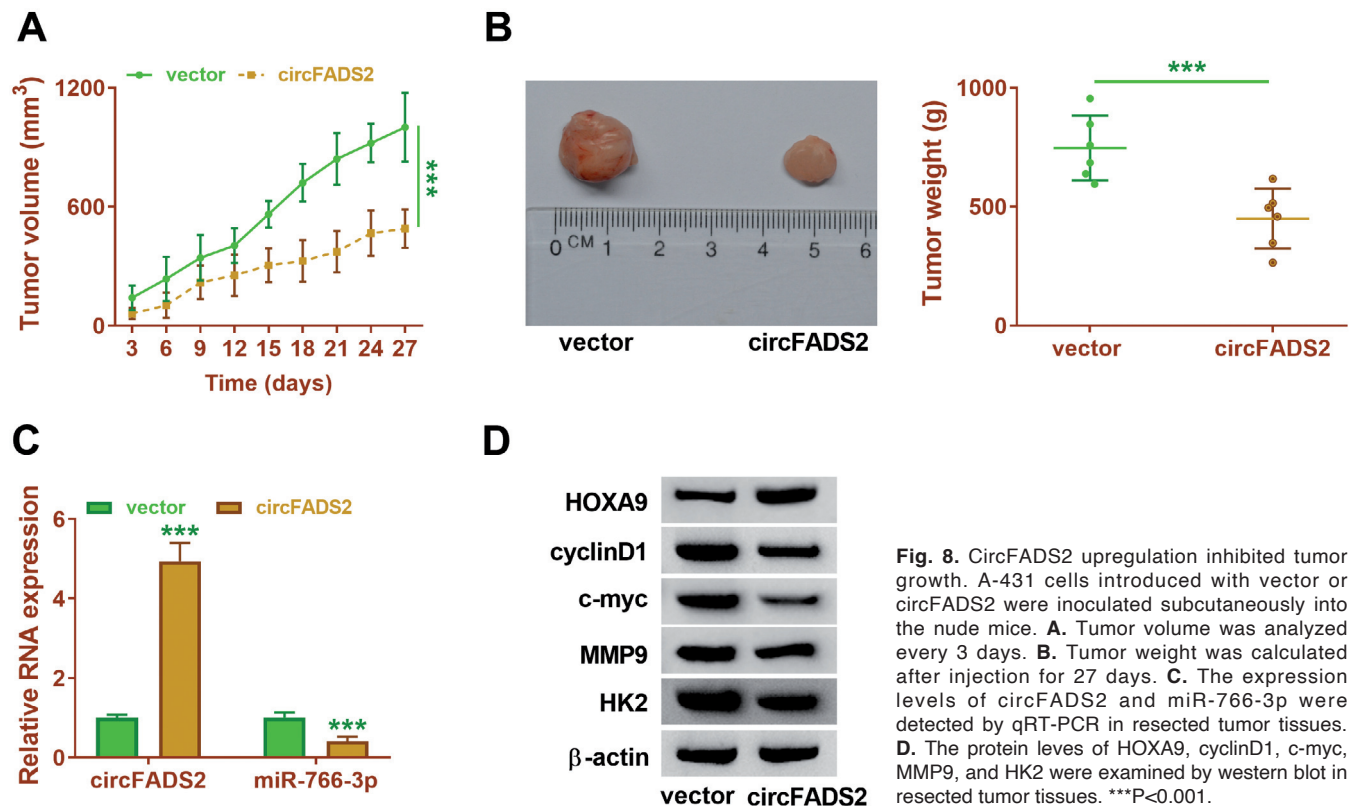 A
vector circFADS2
Tumor volume (mm³)
1200
600
0
3 6 9 12 15 18 21 24 27
Time (days)
***
B
0 CM 1 2 3 4 5 6
vector circFADS2
Tumor weight (g)
1000
500
0
***
vector circFADS2
C
Relative RNA expression
vector circFADS2
6
4
2
0
***
***
circFADS2 miR-766-3p
D
HOXA9
cyclinD1
c-myc
MMP9
HK2
β-actin
vector circFADS2
Fig. 8. CircFADS2 upregulation inhibited tumor
growth. A-431 cells introduced with vector or
circFADS2 were inoculated subcutaneously into
the nude mice. A. Tumor volume was analyzed
every 3 days. B. Tumor weight was calculated
after injection for 27 days. C. The expression
levels of circFADS2 and miR-766-3p were
detected by qRT-PCR in resected tumor tissues.
D. The protein leves of HOXA9, cyclinD1, c-myc,
MMP9, and HK2 were examined by western blot in
resected tumor tissues. ***P<0.001.